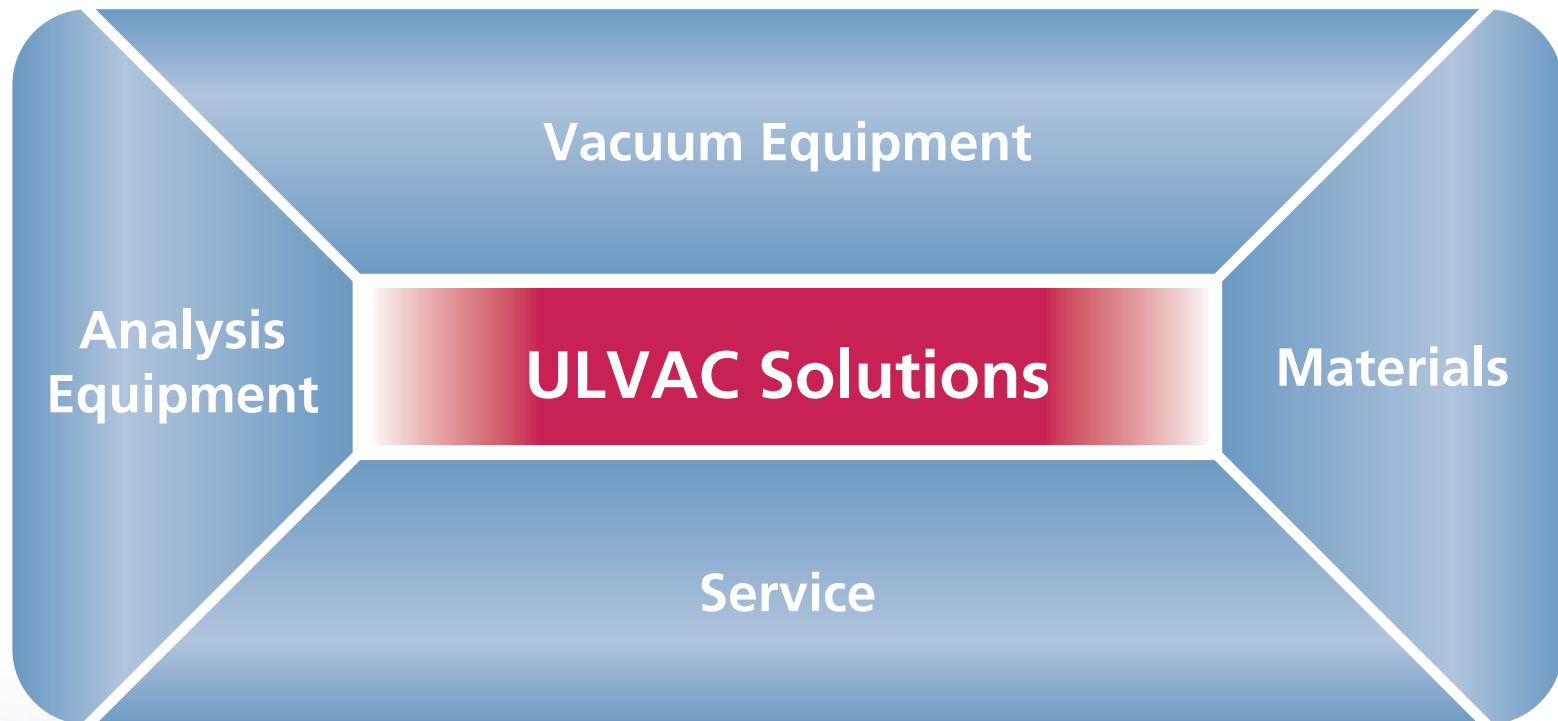 Vacuum Equipment
Analysis
Equipment
ULVAC Solutions
Materials
Service